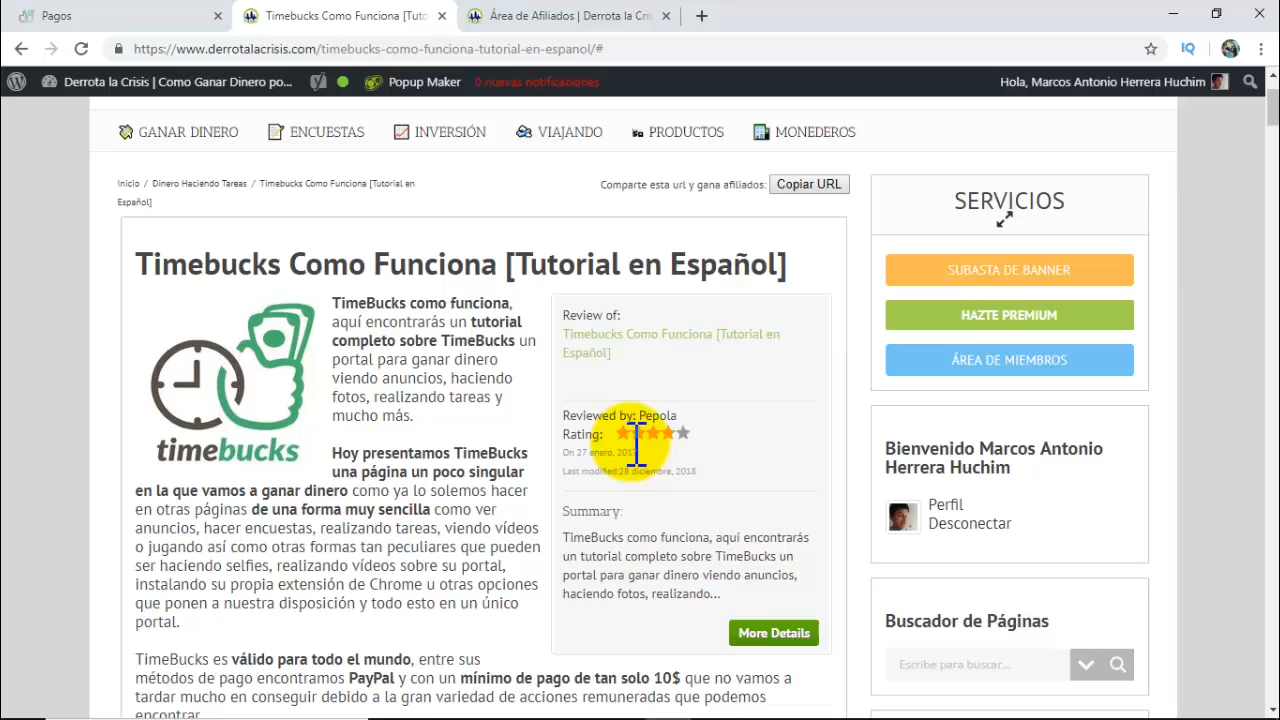 Pagos
Timebucks Como Funciona [Tuto
Área de Afiliados | Derrota la Cris
https://www.derrotalacrisis.com/timebucks-como-funciona-tutorial-en-espanol/#
IQ
Derrota la Crisis | Como Ganar Dinero po...
Popup Maker
0 nuevas notificaciones
Hola, Marcos Antonio Herrera Huchim
GANAR DINERO
ENCUESTAS
INVERSIÓN
VIAJANDO
PRODUCTOS
MONEDEROS
Inicio / Dinero Haciendo Tareas / Timebucks Como Funciona [Tutorial en
Español]
Comparte esta url y gana afiliados: Copiar URL
Timebucks Como Funciona [Tutorial en Español]
timebucks
TimeBucks como funciona,
aquí encontrarás un tutorial
completo sobre TimeBucks un
portal para ganar dinero
viendo anuncios, haciendo
fotos, realizando tareas y
mucho más.
Hoy presentamos TimeBucks
una página un poco singular
en la que vamos a ganar dinero como ya lo solemos hacer
en otras páginas de una forma muy sencilla como ver
anuncios, hacer encuestas, realizando tareas, viendo vídeos
o jugando así como otras formas tan peculiares que pueden
ser haciendo selfies, realizando vídeos sobre su portal,
instalando su propia extensión de Chrome u otras opciones
que ponen a nuestra disposición y todo esto en un único
portal.
TimeBucks es válido para todo el mundo, entre sus
métodos de pago encontramos PayPal y con un mínimo de pago de tan solo 10$ que no vamos a
tardar mucho en conseguir debido a la gran variedad de acciones remuneradas que podemos
encontrar.
Review of:
Timebucks Como Funciona [Tutorial en
Español]
Reviewed by: Pepola
Rating:
On 27 enero, 2017
Last modified:28 diciembre, 2018
Summary:
TimeBucks como funciona, aquí encontrarás
un tutorial completo sobre TimeBucks un
portal para ganar dinero viendo anuncios,
haciendo fotos, realizando...
More Details
SERVICIOS
SUBASTA DE BANNER
HAZTE PREMIUM
ÁREA DE MIEMBROS
Bienvenido Marcos Antonio
Herrera Huchim
Perfil
Desconectar
Buscador de Páginas
Escribe para buscar...